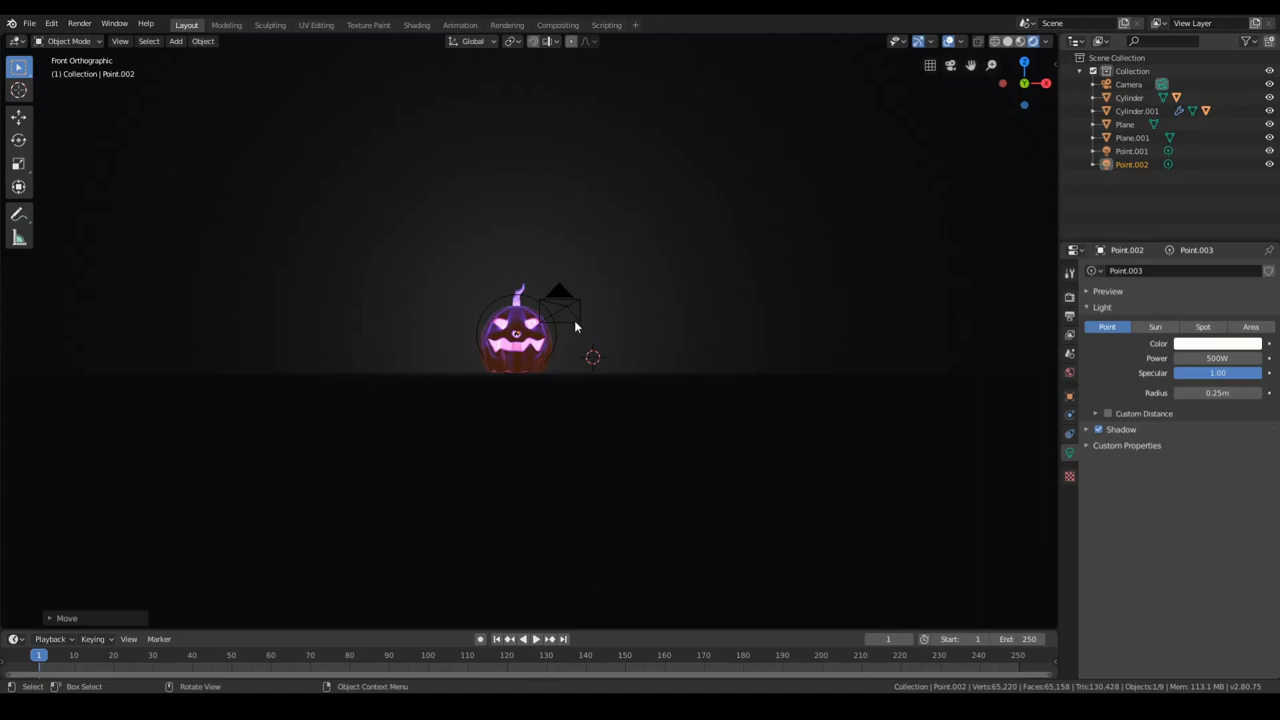 File Edit Render Window Help Layout Modeling Sculpting UV Editing Texture Paint Shading Animation Rendering Compositing Scripting + Scene View Layer
Object Mode View Select Add Object Global
Front Orthographic
(1) Collection | Point.002
Z
Y
X
Scene Collection
Collection
Camera
Cylinder
Cylinder.001
Plane
Plane.001
Point.001
Point.002
Point.002 Point.003
Point.003
Preview
Light
Point Sun Spot Area
Color
Power 500W
Specular 1.00
Radius 0.25m
Custom Distance
Shadow
Custom Properties
Move
Playback Keying View Marker 1 Start: 1 End: 250
1 10 20 30 40 50 60 70 80 90 100 110 120 130 140 150 160 170 180 190 200 210 220 230 240 250
Select Box Select Rotate View Object Context Menu Collection | Point.002 | Verts:65,220 | Faces:65,158 | Tris:130,428 | Objects:1/9 | Mem: 113.1 MB | v2.80.75